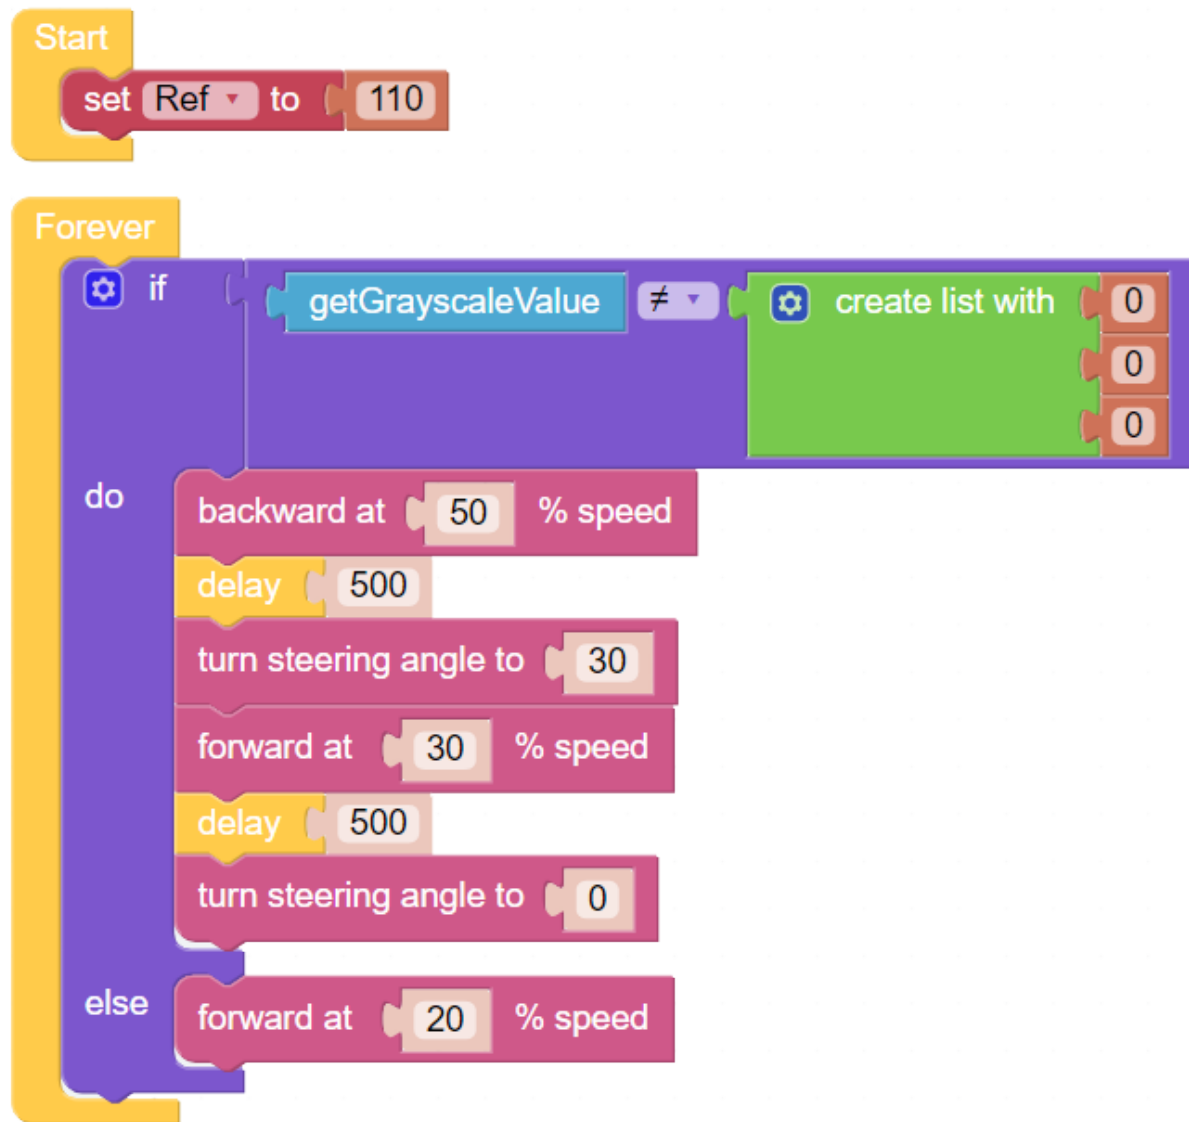 Start
set Ref to 110
Forever
if getGrayscaleValue ≠ create list with 0
0
0
do backward at 50 % speed
delay 500
turn steering angle to 30
forward at 30 % speed
delay 500
turn steering angle to 0
else forward at 20 % speed